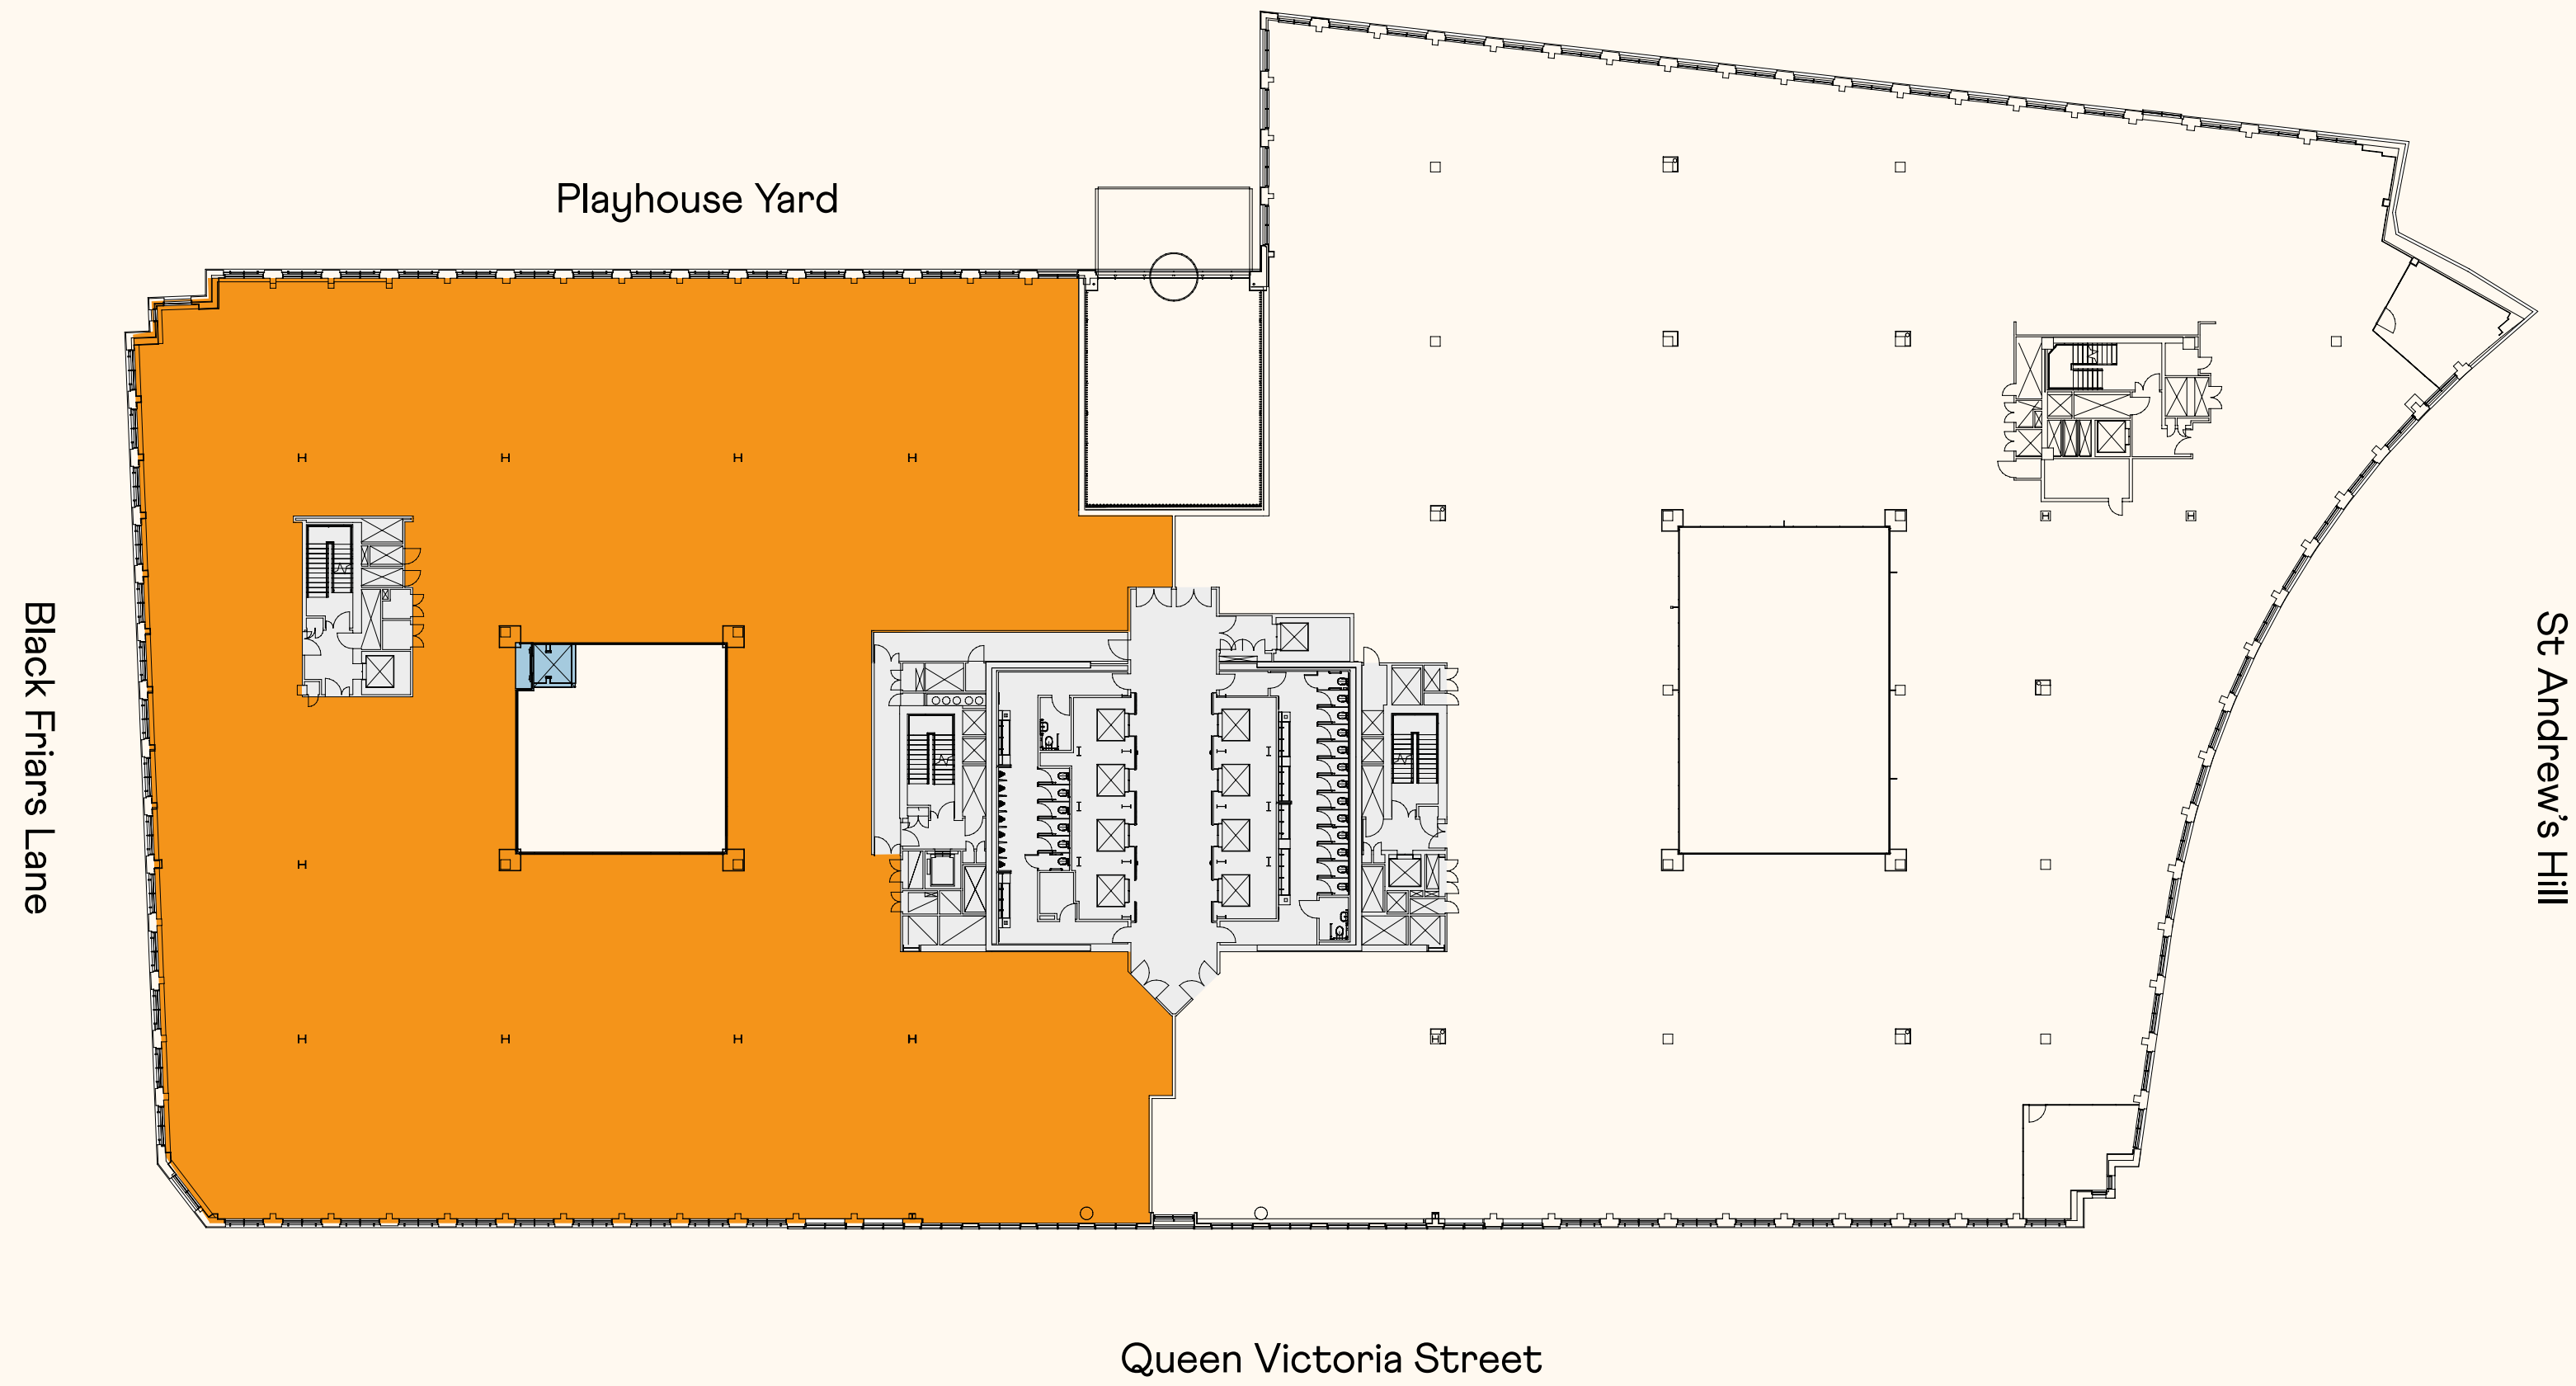 Playhouse Yard
Black Friars Lane
St Andrew’s Hill
Queen Victoria Street